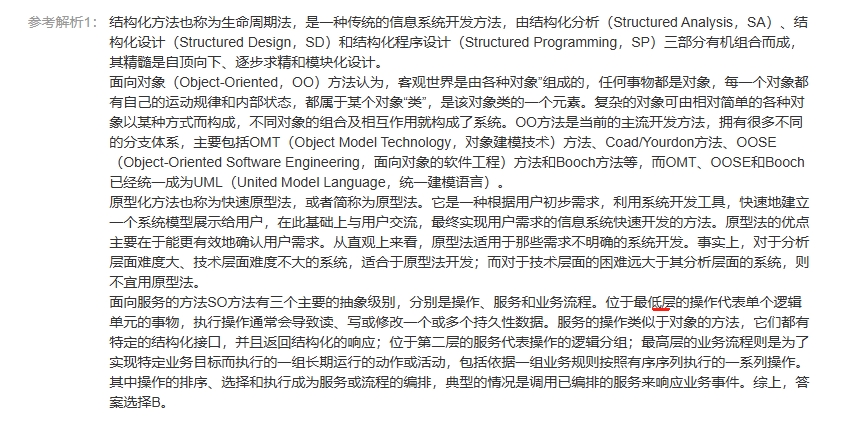 参考解析1： 结构化方法也称为生命周期法，是一种传统的信息系统开发方法，由结构化分析（Structured Analysis，SA）、结
构化设计（Structured Design，SD）和结构化程序设计（Structured Programming，SP）三部分有机组合而成，
其精髓是自顶向下、逐步求精和模块化设计。
面向对象（Object-Oriented，OO）方法认为，客观世界是由各种对象”组成的，任何事物都是对象，每一个对象都
有自己的运动规律和内部状态，都属于某个对象“类”，是该对象类的一个元素。复杂的对象可由相对简单的各种对
象以某种方式而构成，不同对象的组合及相互作用就构成了系统。OO方法是当前的主流开发方法，拥有很多不同
的分支体系，主要包括OMT（Object Model Technology，对象建模技术）方法、Coad/Yourdon方法、OOSE
（Object-Oriented Software Engineering，面向对象的软件工程）方法和Booch方法等，而OMT、OOSE和Booch
已经统一成为UML（United Model Language，统一建模语言）。
原型化方法也称为快速原型法，或者简称为原型法。它是一种根据用户初步需求，利用系统开发工具，快速地建立
一个系统模型展示给用户，在此基础上与用户交流，最终实现用户需求的信息系统快速开发的方法。原型法的优点
主要在于能更有效地确认用户需求。从直观上来看，原型法适用于那些需求不明确的系统开发。事实上，对于分析
层面难度大、技术层面难度不大的系统，适合于原型法开发；而对于技术层面的困难远大于其分析层面的系统，则
不宜用原型法。
面向服务的方法SO方法有三个主要的抽象级别，分别是操作、服务和业务流程。位于最低层的操作代表单个逻辑
单元的事物，执行操作通常会导致读、写或修改一个或多个持久性数据。服务的操作类似于对象的方法，它们都有
特定的结构化接口，并且返回结构化的响应；位于第二层的服务代表操作的逻辑分组；最高层的业务流程则是为了
实现特定业务目标而执行的一组长期运行的动作或活动，包括依据一组业务规则按照有序序列执行的一系列操作。
其中操作的排序、选择和执行成为服务或流程的编排，典型的情况是调用已编排的服务来响应业务事件。综上，答
案选择B。